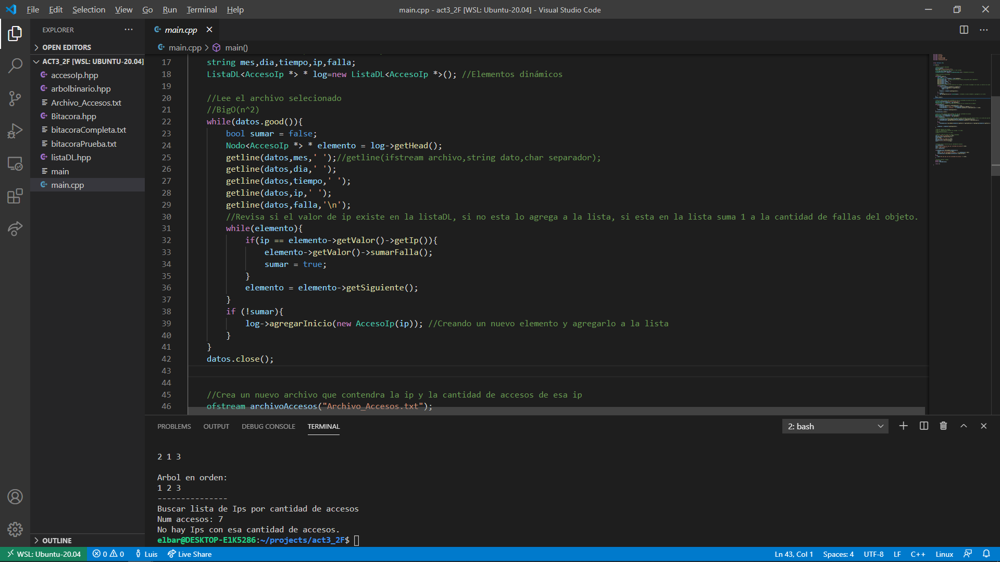 File Edit Selection View Go Run Terminal Help
main.cpp - act3_2F [WSL: Ubuntu-20.04] - Visual Studio Code
EXPLORER
OPEN EDITORS
ACT3_2F [WSL: UBUNTU-20.04]
accesoIp.hpp
arbolbinario.hpp
Archivo_Accesos.txt
Bitacora.hpp
bitacoraCompleta.txt
bitacoraPrueba.txt
listaDL.hpp
main
main.cpp
OUTLINE
main.cpp
main.cpp > main()
17 string mes,dia,tiempo,ip,falla;
18 ListaDL<AccesoIp *> * log=new ListaDL<AccesoIp *>(); //Elementos dinámicos
19
20 //Lee el archivo selecionado
21 //BigO(n^2)
22 while(datos.good()){
23 bool sumar = false;
24 Nodo<AccesoIp *> * elemento = log->getHead();
25 getline(datos,mes,' ');//getline(ifstream archivo,string dato,char separador);
26 getline(datos,dia,' ');
27 getline(datos,tiempo,' ');
28 getline(datos,ip,' ');
29 getline(datos,falla,'\n');
30 //Revisa si el valor de ip existe en la listaDL, si no esta lo agrega a la lista, si esta en la lista suma 1 a la cantidad de fallas del objeto.
31 while(elemento){
32 if(ip == elemento->getValor()->getIp()){
33 elemento->getValor()->sumarFalla();
34 sumar = true;
35 }
36 elemento = elemento->getSiguiente();
37 }
38 if (!sumar){
39 log->agregarInicio(new AccesoIp(ip)); //Creando un nuevo elemento y agregarlo a la lista
40 }
41 }
42 datos.close();
43
44
45 //Crea un nuevo archivo que contendra la ip y la cantidad de accesos de esa ip
46 ofstream archivoAccesos("Archivo_Accesos.txt");
PROBLEMS OUTPUT DEBUG CONSOLE TERMINAL
2: bash
2 1 3
Arbol en orden:
1 2 3
---------------
Buscar lista de Ips por cantidad de accesos
Num accesos: 7
No hay Ips con esa cantidad de accesos.
elbar@DESKTOP-E1K5286:~/projects/act3_2F$
WSL: Ubuntu-20.04 0 0 Luis Live Share
Ln 43, Col 1 Spaces: 4 UTF-8 LF C++ Linux